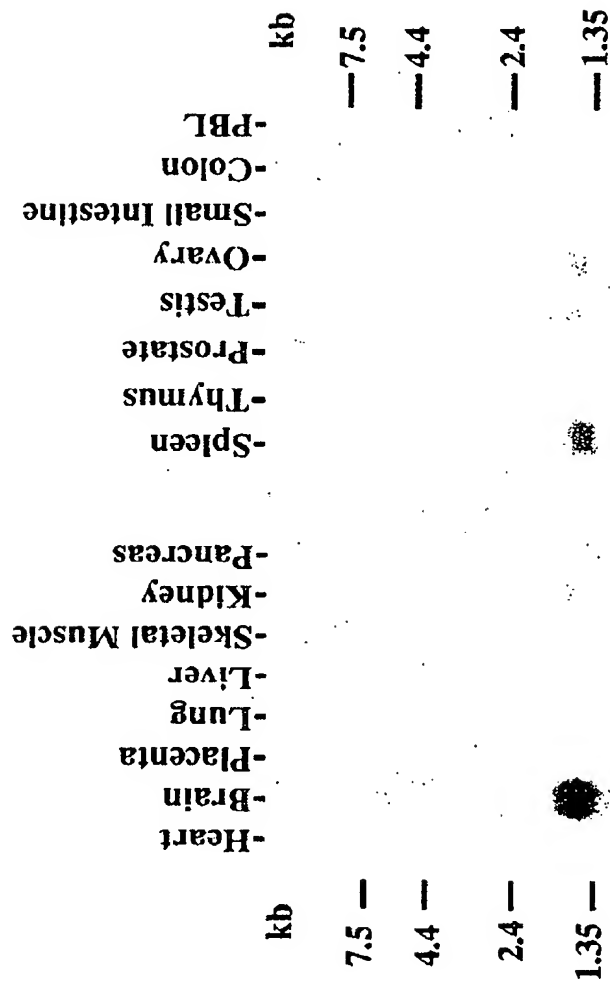 kb
7.5
4.4
2.4
1.35
-Heart
-Brain
-Placenta
-Lung
-Liver
-Skeletal Muscle
-Kidney
-Pancreas
-Spleen
-Thymus
-Prostate
-Testis
-Ovary
-Small Intestine
-Colon
-PBL
kb
7.5
4.4
2.4
1.35